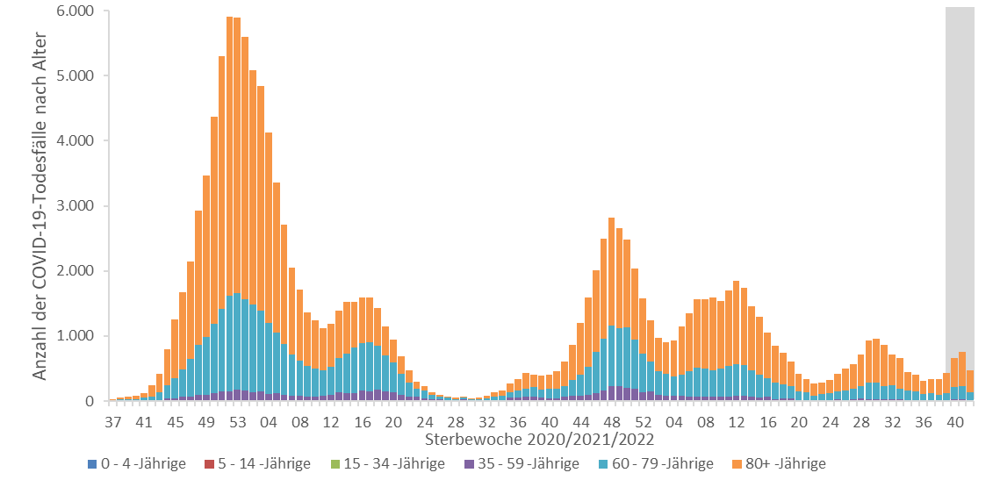 Anzahl der COVID-19-Todesfälle nach Alter
6.000
5.000
4.000
3.000
2.000
1.000
0
37 41 45 49 53 04 08 12 16 20 24 28 32 36 40 44 48 52 04 08 12 16 20 24 28 32 36 40
Sterbewoche 2020/2021/2022
0 - 4 -Jährige 5 - 14 -Jährige 15 - 34 -Jährige 35 - 59 -Jährige 60 - 79 -Jährige 80+ -Jährige